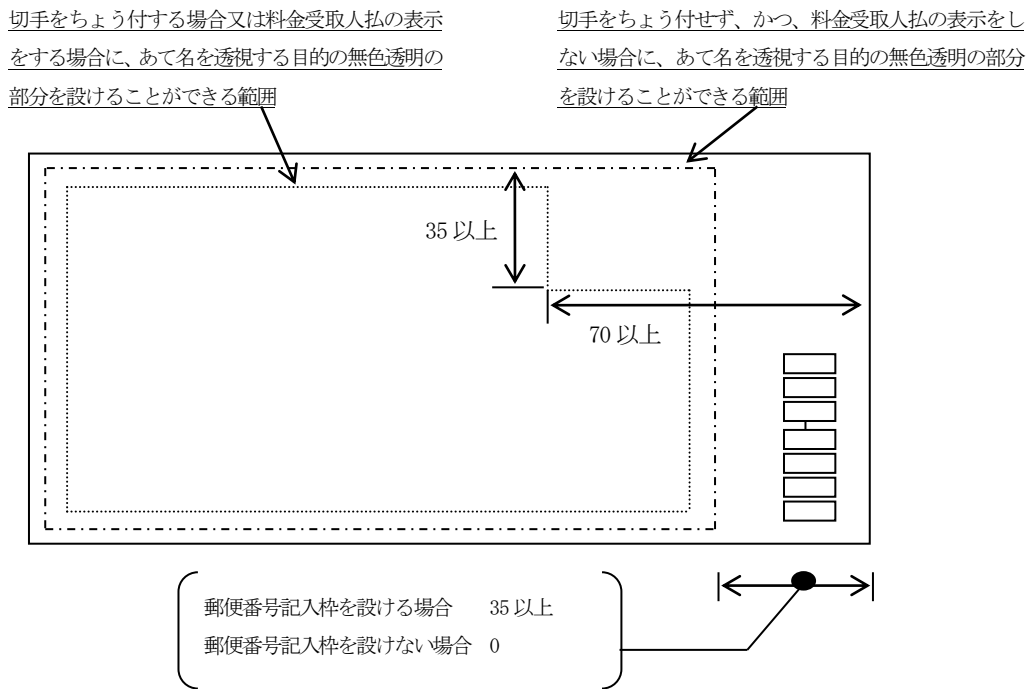 切手をちょう付する場合又は料金受取人払の表示
をする場合に、あて名を透視する目的の無色透明の
部分を設けることができる範囲
切手をちょう付せず、かつ、料金受取人払の表示をし
ない場合に、あて名を透視する目的の無色透明の部分
を設けることができる範囲
35 以上
70 以上
郵便番号記入枠を設ける場合 35 以上
郵便番号記入枠を設けない場合 0